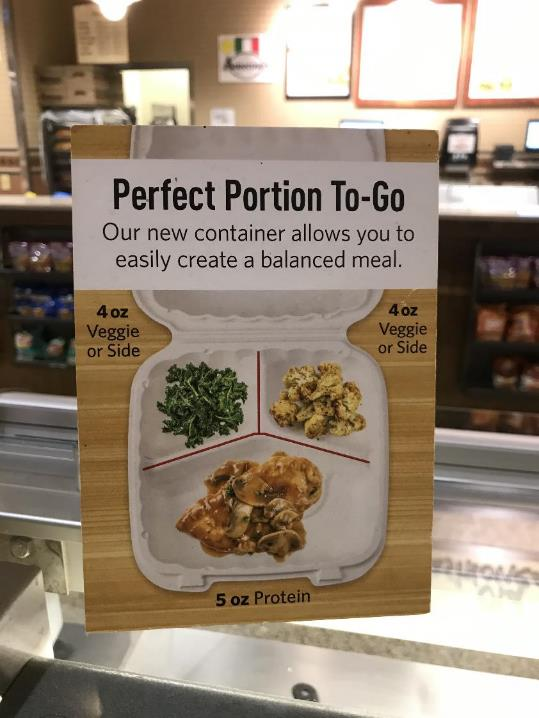 Perfect Portion To-Go
Our new container allows you to
easily create a balanced meal.
4 oz
Veggie
or Side
4 oz
Veggie
or Side
5 oz Protein